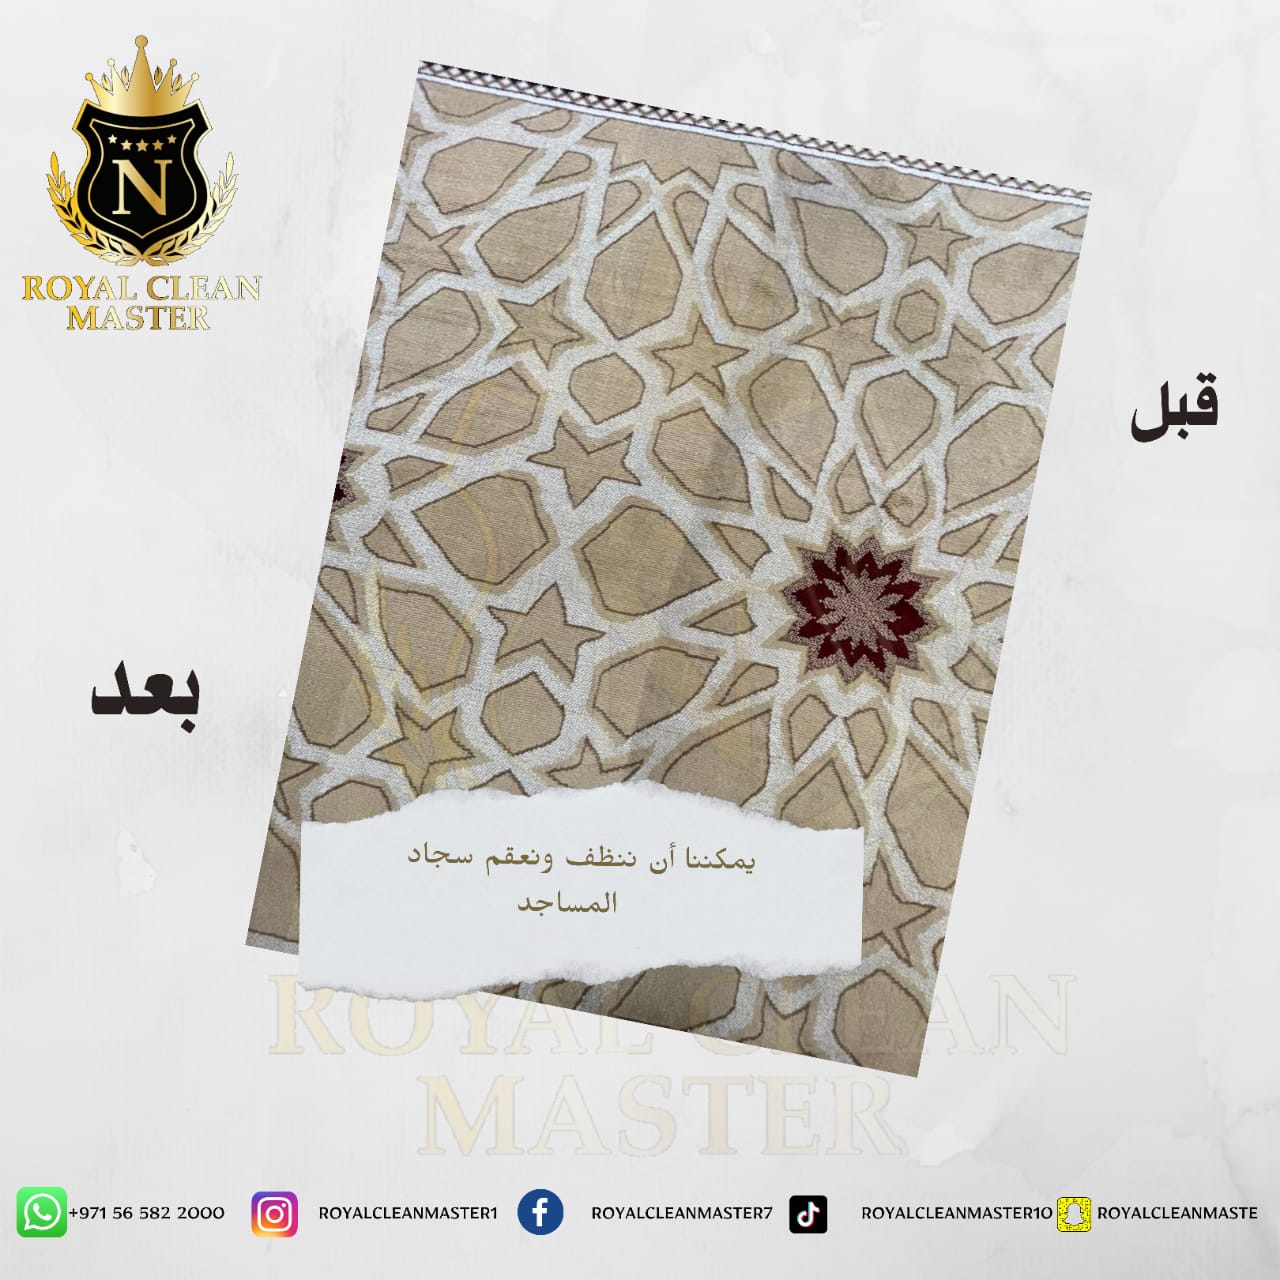 N
ROYAL CLEAN
MASTER
قبل
بعد
يمكننا أن ننظف ونعقم سجاد
المساجد
ROYAL CLEAN
MASTER
+971 56 582 2000
ROYALCLEANMASTER1
ROYALCLEANMASTER7
ROYALCLEANMASTER10
ROYALCLEANMASTE